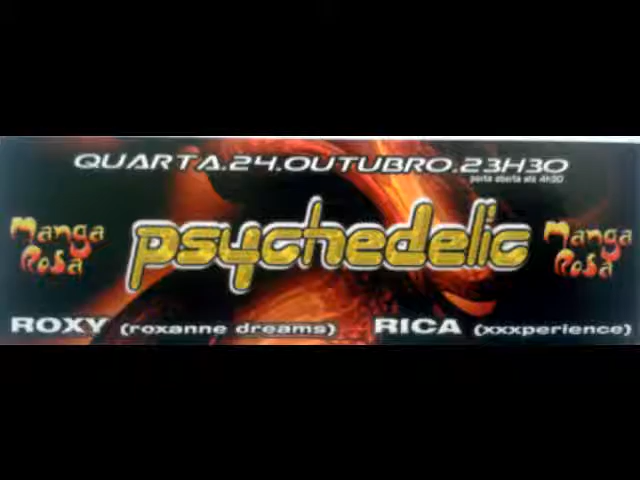 QUARTA.24.OUTUBRO.23H30
porta aberta até 4h30
Manga Rosa
psychedelic
Manga Rosa
ROXY (roxanne dreams)
RICA (xxxperience)